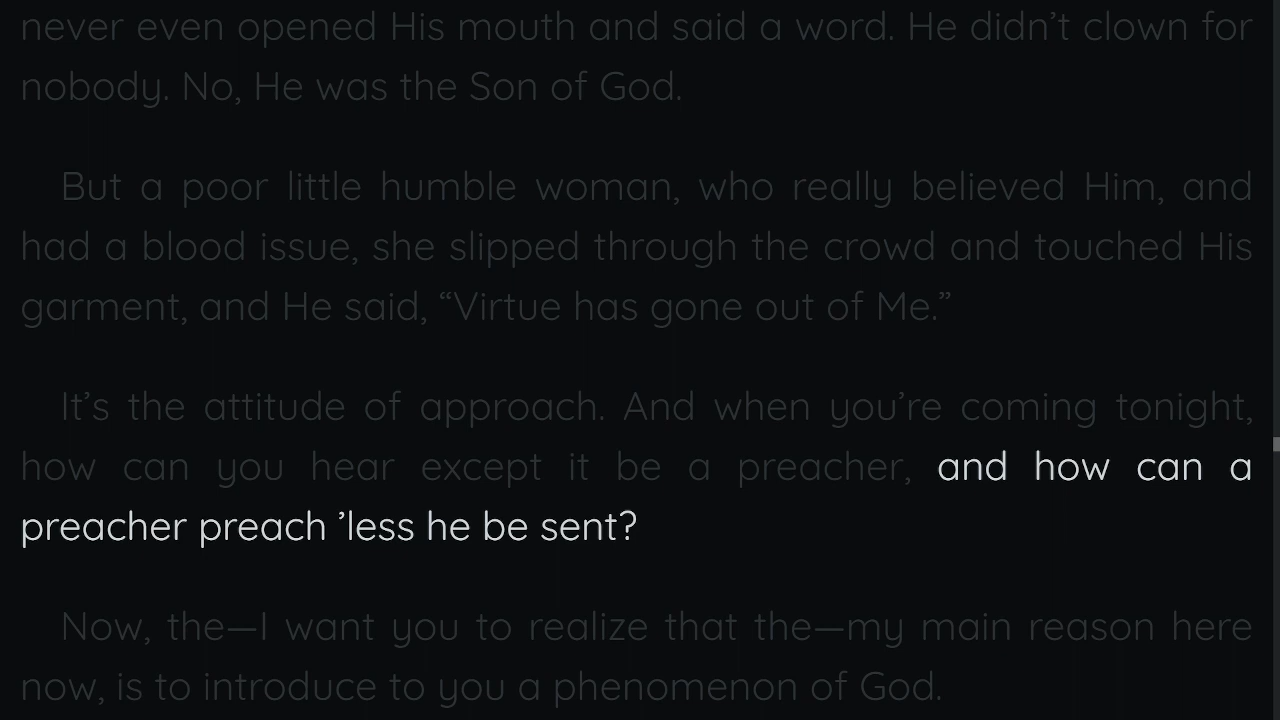 never even opened His mouth and said a word. He didn’t clown for
nobody. No, He was the Son of God.
But a poor little humble woman, who really believed Him, and
had a blood issue, she slipped through the crowd and touched His
garment, and He said, “Virtue has gone out of Me.”
It’s the attitude of approach. And when you’re coming tonight,
how can you hear except it be a preacher, and how can a
preacher preach ’less he be sent?
Now, the—I want you to realize that the—my main reason here
now, is to introduce to you a phenomenon of God.